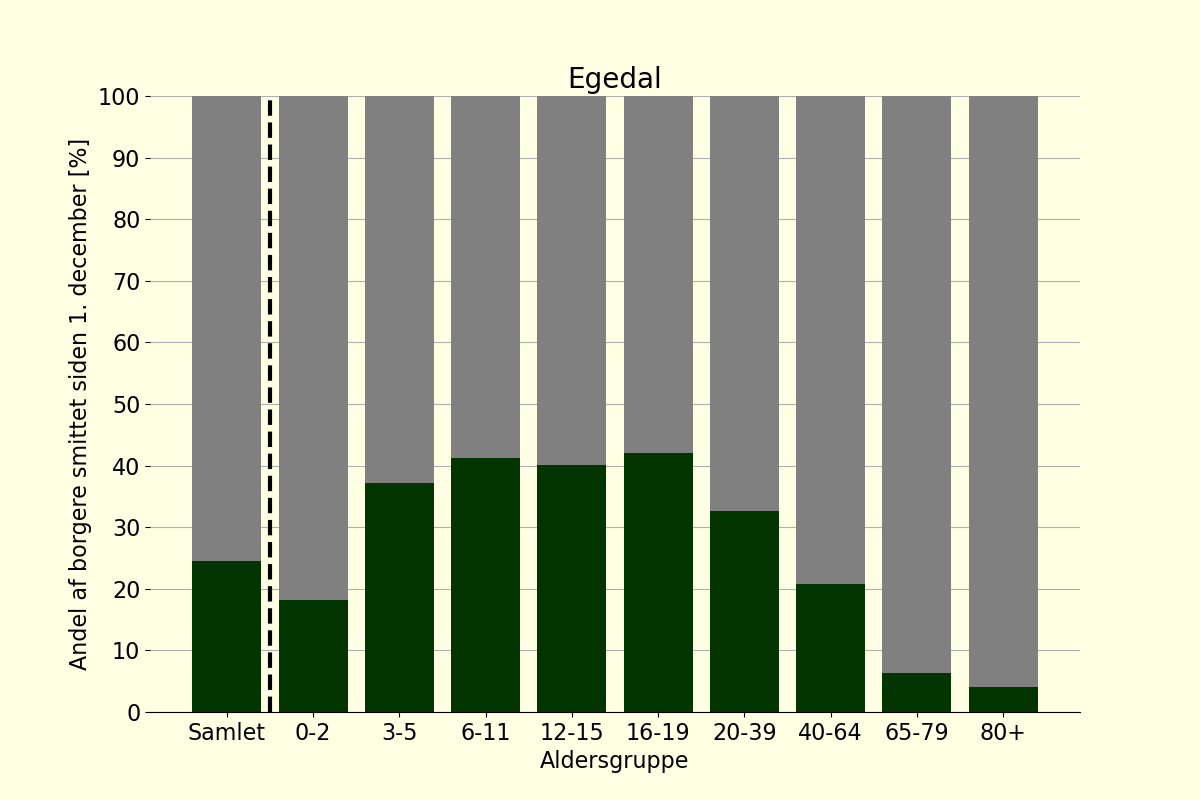 Egedal
Andel af borgere smittet siden 1. december [%]
100
90
80
70
60
50
40
30
20
10
0
Samlet 0-2 3-5 6-11 12-15 16-19 20-39 40-64 65-79 80+
Aldersgruppe